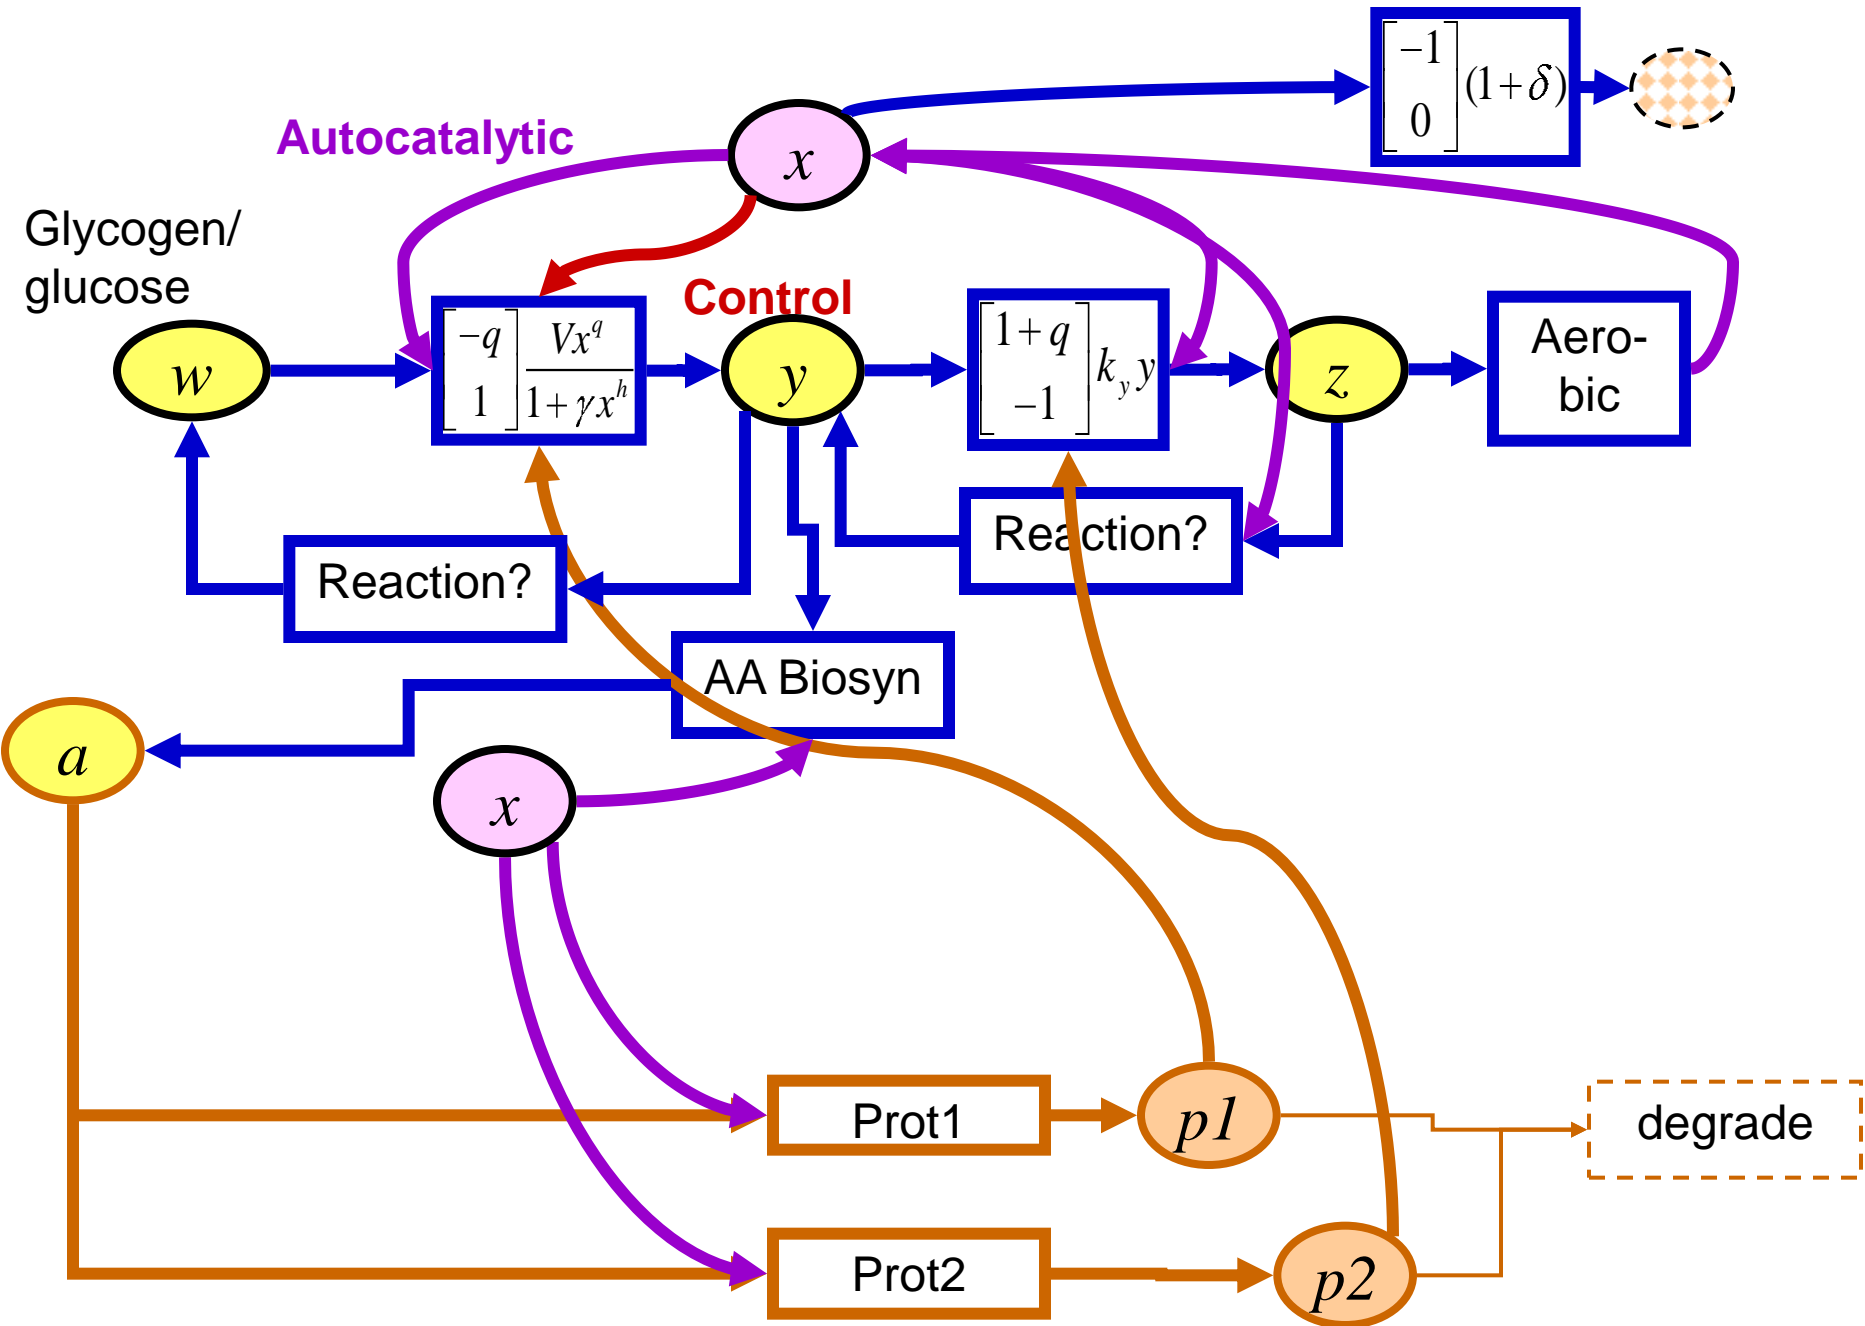 [−1 0] (1+δ)
Autocatalytic
x
Glycogen/
glucose
Control
w
[−q 1] Vx^q / 1+γx^h
y
[1+q −1] k_y y
z
Aero-
bic
Reaction?
Reaction?
AA Biosyn
a
x
Prot1
p1
degrade
Prot2
p2